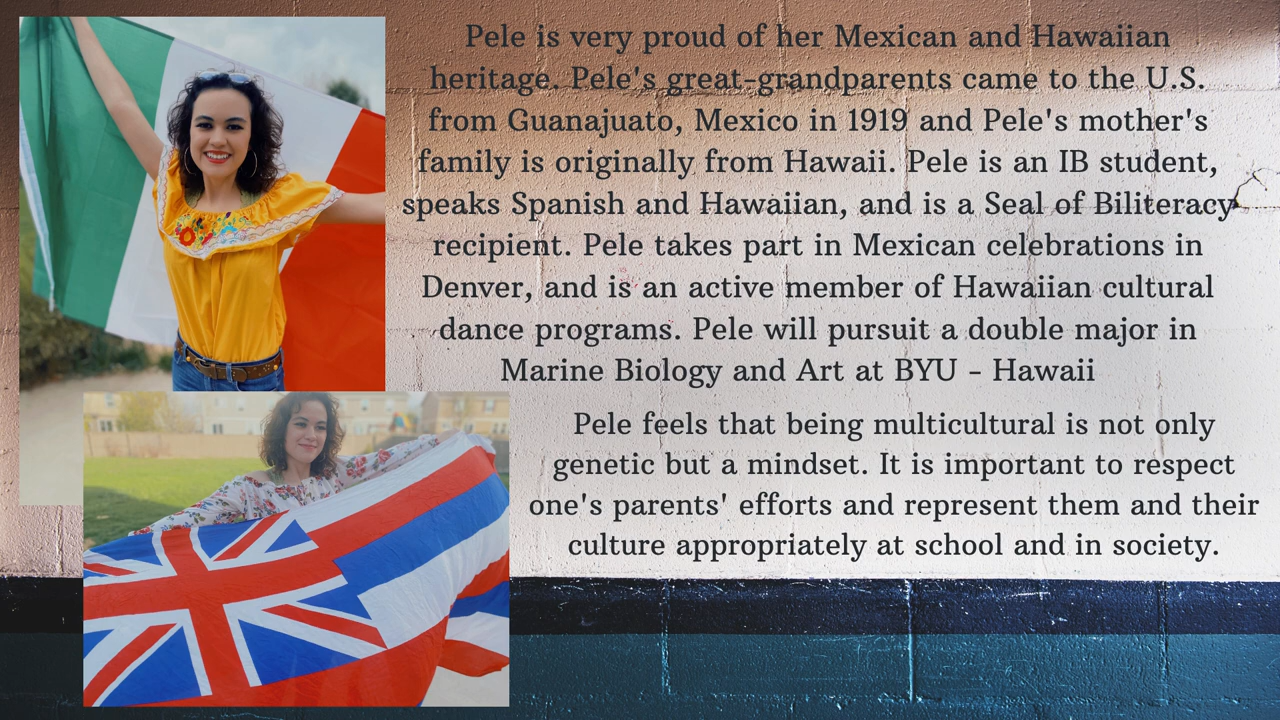 Pele is very proud of her Mexican and Hawaiian
heritage. Pele's great-grandparents came to the U.S.
from Guanajuato, Mexico in 1919 and Pele's mother's
family is originally from Hawaii. Pele is an IB student,
speaks Spanish and Hawaiian, and is a Seal of Biliteracy
recipient. Pele takes part in Mexican celebrations in
Denver, and is an active member of Hawaiian cultural
dance programs. Pele will pursuit a double major in
Marine Biology and Art at BYU - Hawaii
Pele feels that being multicultural is not only
genetic but a mindset. It is important to respect
one's parents' efforts and represent them and their
culture appropriately at school and in society.